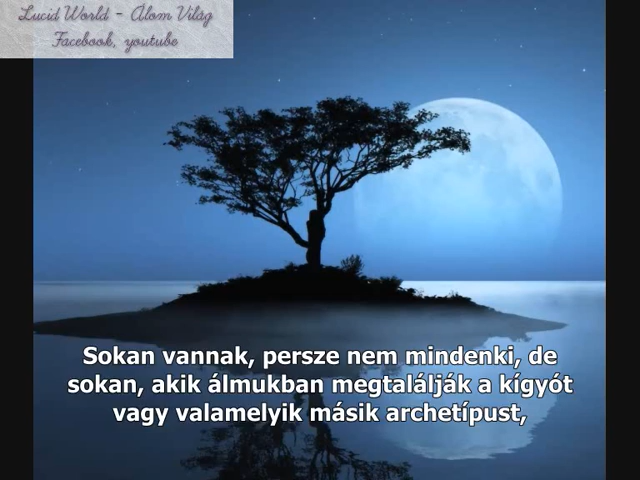 Lucid World - Álom Világ
Facebook, youtube
Sokan vannak, persze nem mindenki, de
sokan, akik álmukban megtalálják a kígyót
vagy valamelyik másik archetípust,